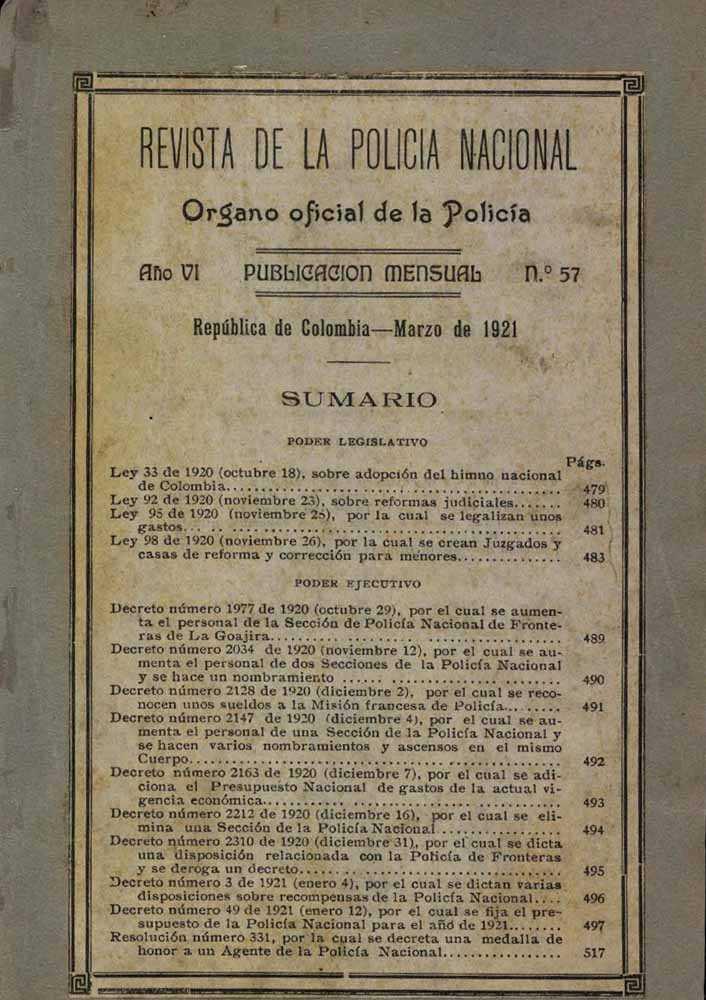 REVISTA DE LA POLICIA NACIONAL
Organo oficial de la Policía
Año VI PUBLICACION MENSUAL N.º 57
República de Colombia—Marzo de 1921
SUMARIO
PODER LEGISLATIVO
Págs.
Ley 33 de 1920 (octubre 18), sobre adopción del himno nacional
de Colombia........................................ 479
Ley 92 de 1920 (noviembre 23), sobre reformas judiciales....... 480
Ley 95 de 1920 (noviembre 25), por la cual se legalizan unos
gastos... .. ........................................ 481
Ley 98 de 1920 (noviembre 26), por la cual se crean Juzgados y
casas de reforma y corrección para menores.............. 483
PODER EJECUTIVO
Decreto número 1977 de 1920 (octubre 29), por el cual se aumen-
ta el personal de la Sección de Policía Nacional de Fronte-
ras de La Goajira.................. .................. 489
Decreto número 2034 de 1920 (noviembre 12), por el cual se au-
menta el personal de dos Secciones de la Policía Nacional
y se hace un nombramiento ...... ............ ........ 490
Decreto número 2128 de 1920 (diciembre 2), por el cual se reco-
nocen unos sueldos a la Misión francesa de Policía......... 491
Decreto número 2147 de 1920 (diciembre 4), por el cual se au-
menta el personal de una Sección de la Policía Nacional y
se hacen varios nombramientos y ascensos en el mismo
Cuerpo.............................................. 492
Decreto número 2163 de 1920 (diciembre 7), por el cual se adi-
ciona el Presupuesto Nacional de gastos de la actual vi-
gencia económica............ .................. ........... 493
Decreto número 2212 de 1920 (diciembre 16), por el cual se eli-
mina una Sección de la Policía Nacional ................ 494
Decreto número 2310 de 1920 (diciembre 31), por el cual se dicta
una disposición relacionada con la Policía de Fronteras
y se deroga un decreto................................ 495
Decreto número 3 de 1921 (enero 4), por el cual se dictan varias
disposiciones sobre recompensas de la Policía Nacional.... 496
Decreto número 49 de 1921 (enero 12), por el cual se fija el pre-
supuesto de la Policía Nacional para el año de 1921....... 497
Resolución número 331, por la cual se decreta una medalla de
honor a un Agente de la Policía Nacional................ 517